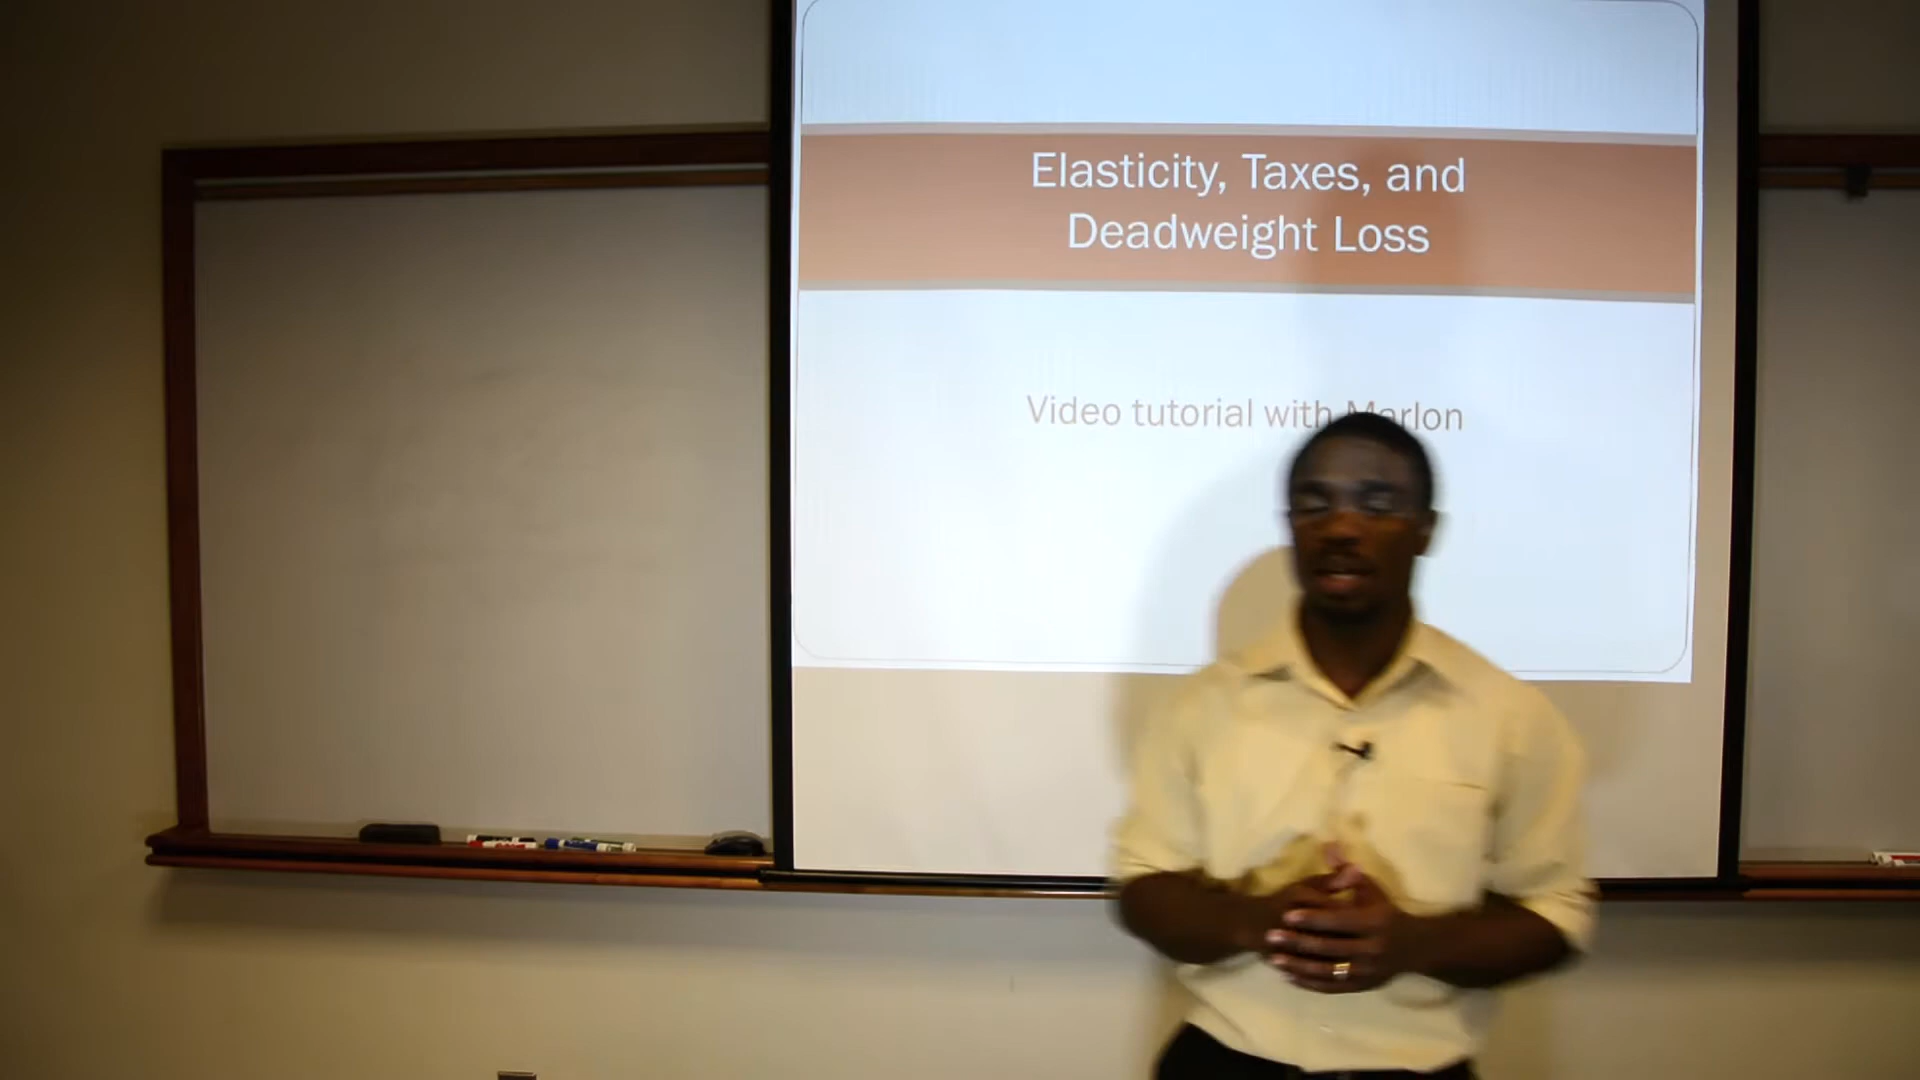 Elasticity, Taxes, and
Deadweight Loss
Video tutorial with Marlon